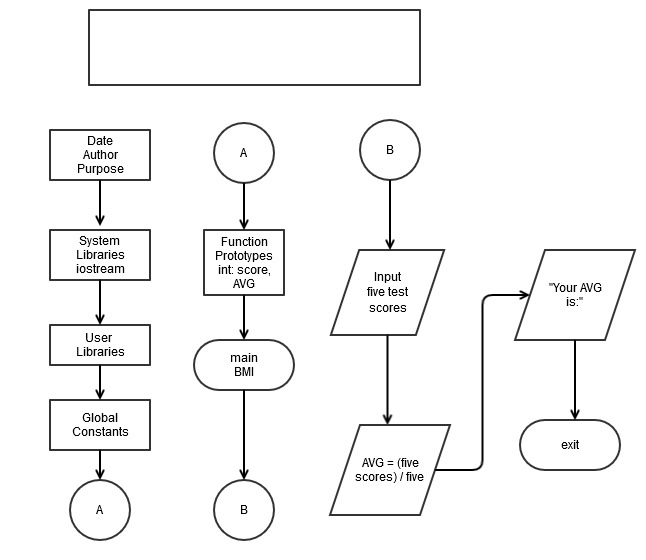 Date
Author
Purpose
System
Libraries
iostream
User
Libraries
Global
Constants
A
A
Function
Prototypes
int: score,
AVG
main
BMI
B
B
Input
five test
scores
AVG = (five
scores) / five
"Your AVG
is:"
exit